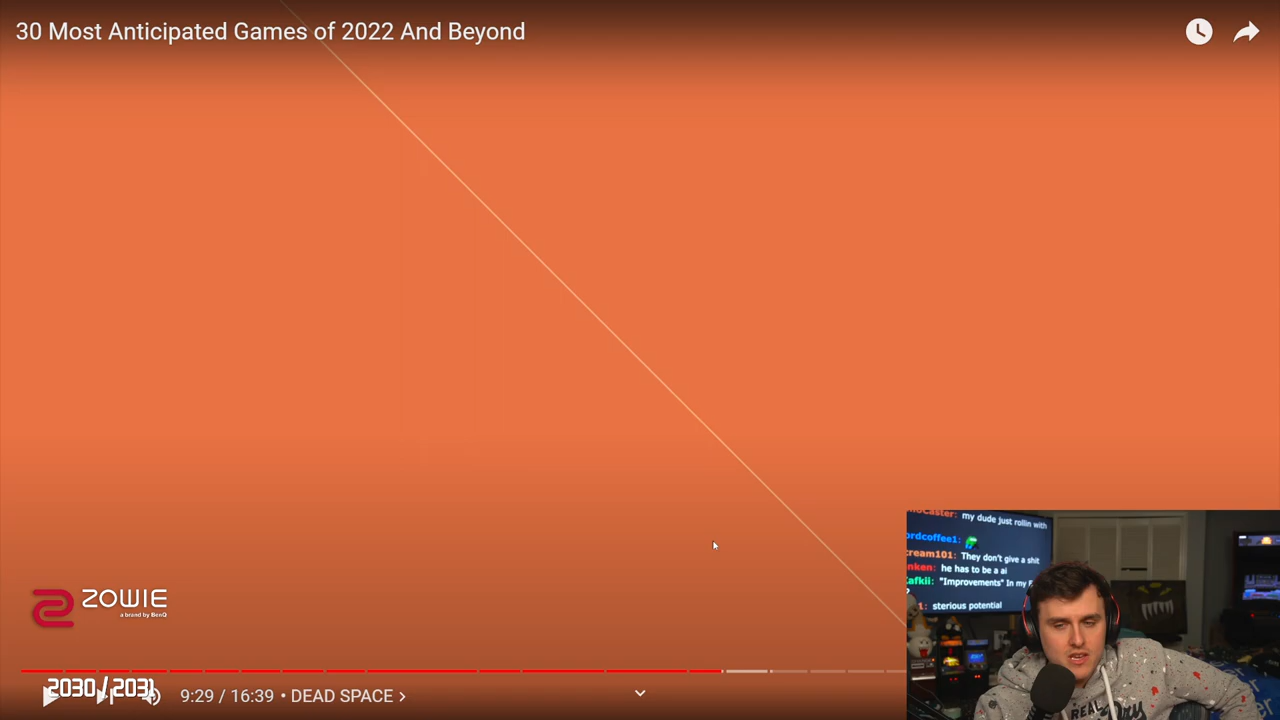 30 Most Anticipated Games of 2022 And Beyond
my dude just rollin with
They don't give a shit
he has to be a ai
"Improvements" In my
sterious potential
ZOWIE
a brand by BenQ
2030/2031
9:29 / 16:39 • DEAD SPACE >
REAL